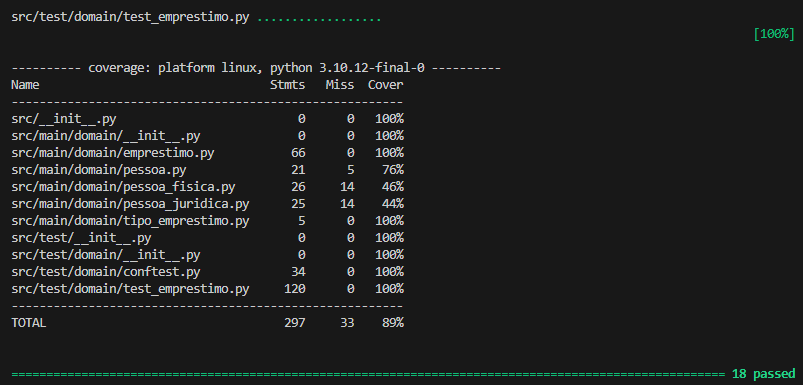 src/test/domain/test_emprestimo.py ..................
[100%]
---------- coverage: platform linux, python 3.10.12-final-0 ----------
Name                                 Stmts   Miss  Cover
--------------------------------------------------------
src/__init__.py                          0      0   100%
src/main/domain/__init__.py              0      0   100%
src/main/domain/emprestimo.py           66      0   100%
src/main/domain/pessoa.py               21      5    76%
src/main/domain/pessoa_fisica.py        26     14    46%
src/main/domain/pessoa_juridica.py      25     14    44%
src/main/domain/tipo_emprestimo.py       5      0   100%
src/test/__init__.py                     0      0   100%
src/test/domain/__init__.py              0      0   100%
src/test/domain/conftest.py             34      0   100%
src/test/domain/test_emprestimo.py     120      0   100%
--------------------------------------------------------
TOTAL                                  297     33    89%
====================================================================================================== 18 passed